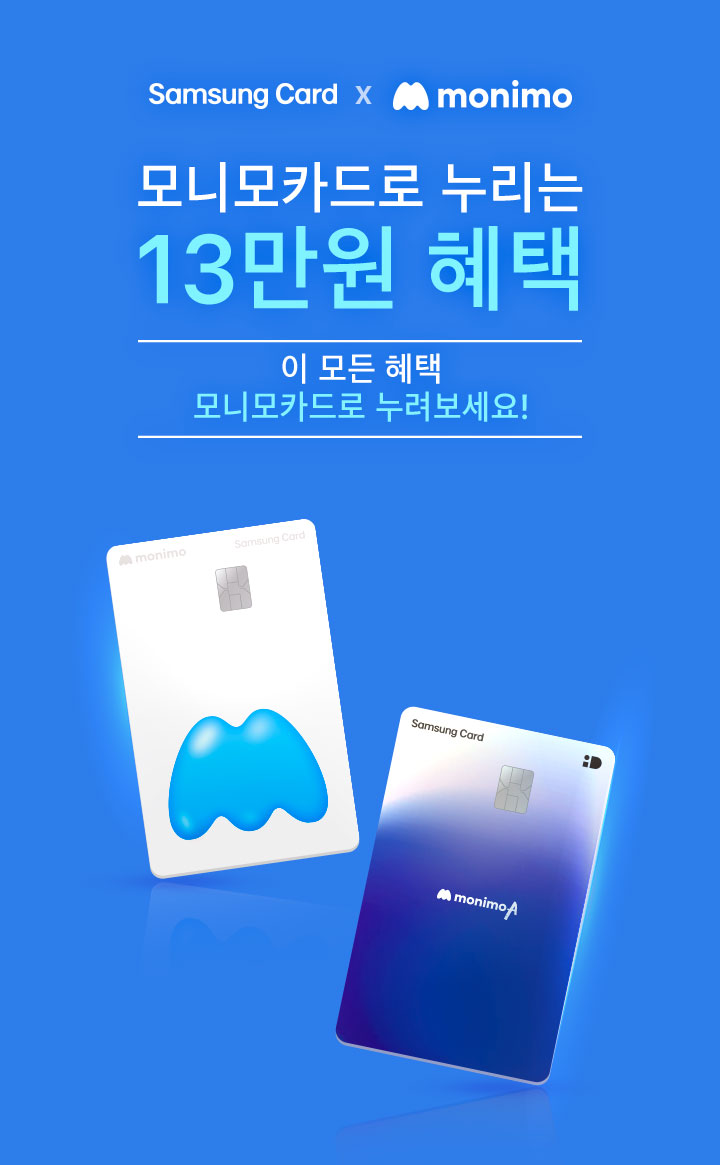 Samsung Card x monimo
모니모카드로 누리는
13만원 혜택
이 모든 혜택
모니모카드로 누려보세요!
monimo Samsung Card
Samsung Card iD
monimo A